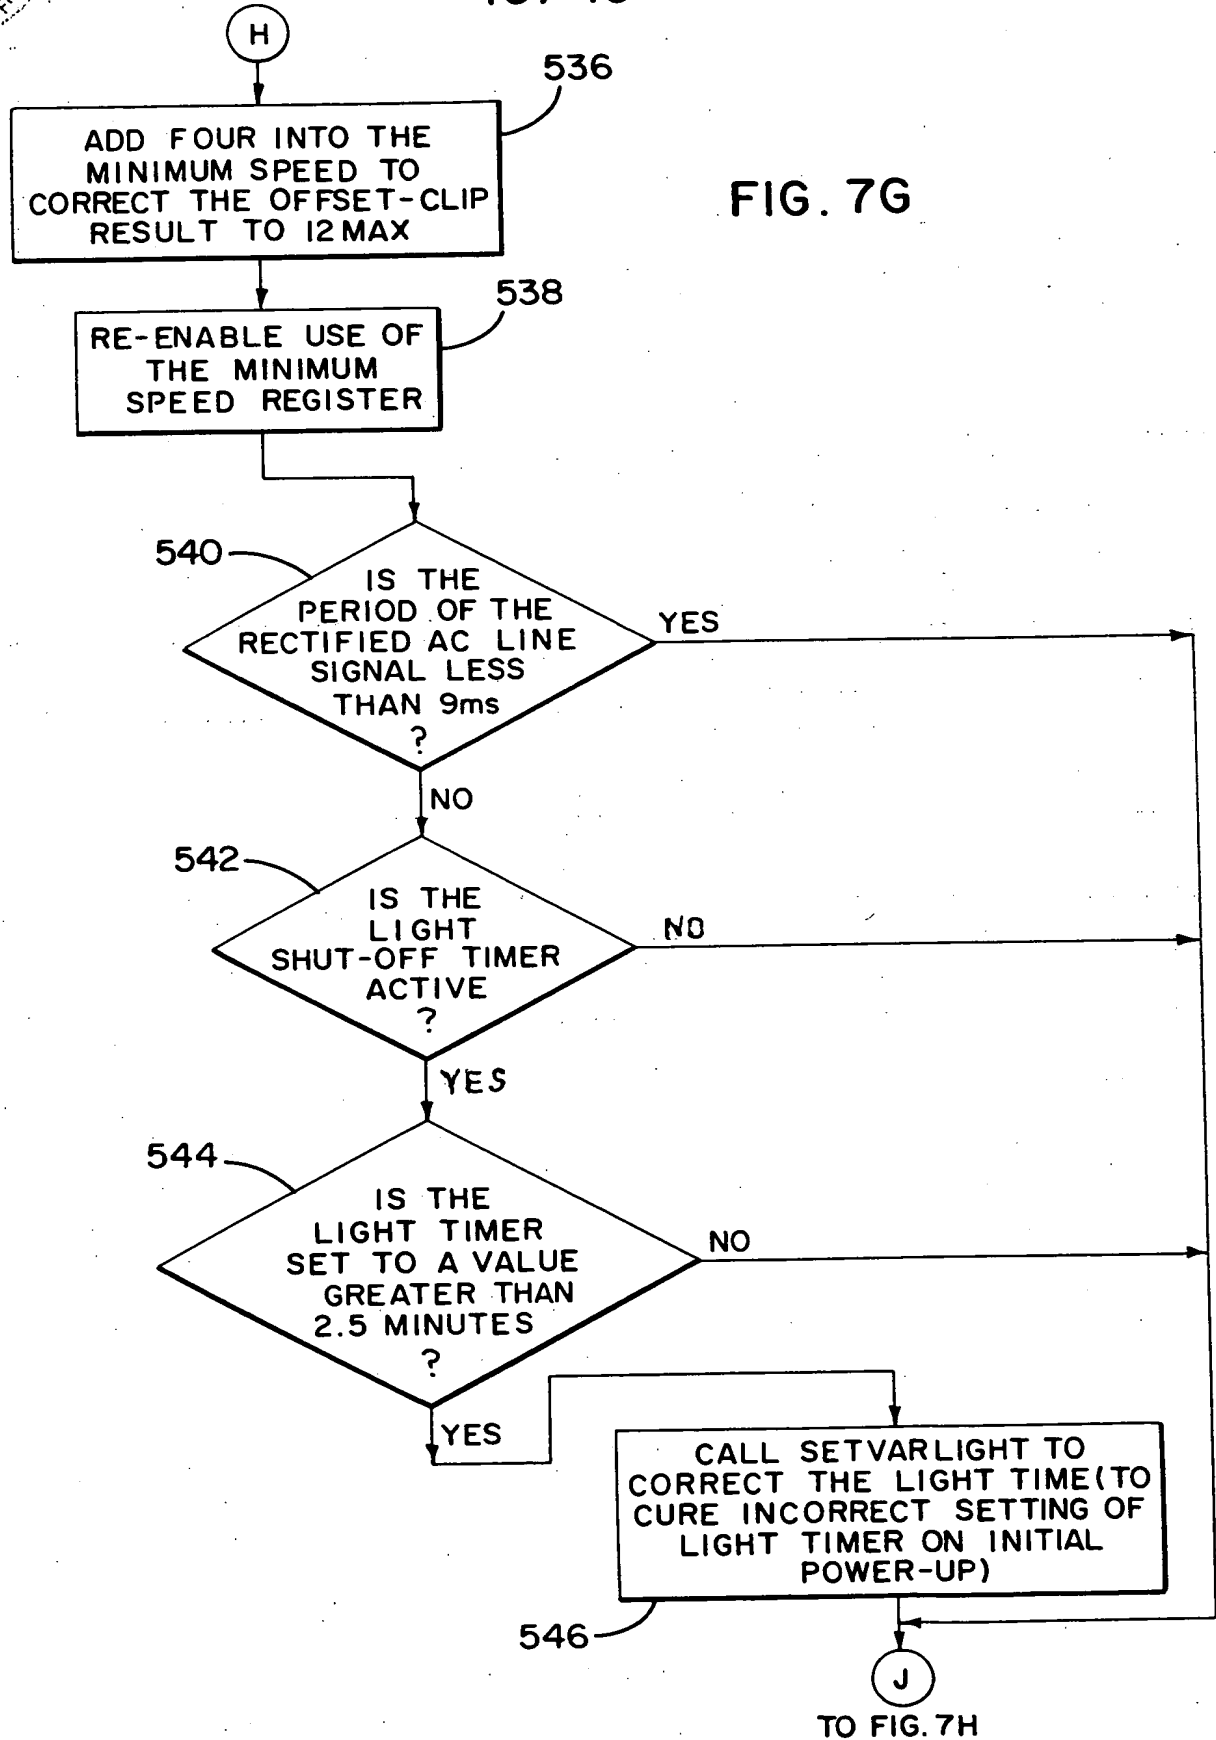 H
536
ADD FOUR INTO THE
MINIMUM SPEED TO
CORRECT THE OFFSET-CLIP
RESULT TO 12 MAX
FIG. 7G
538
RE-ENABLE USE OF
THE MINIMUM
SPEED REGISTER
540
IS THE
PERIOD OF THE
RECTIFIED AC LINE
SIGNAL LESS
THAN 9ms
?
YES
NO
542
IS THE
LIGHT
SHUT-OFF TIMER
ACTIVE
?
NO
YES
544
IS THE
LIGHT TIMER
SET TO A VALUE
GREATER THAN
2.5 MINUTES
?
NO
YES
CALL SETVARLIGHT TO
CORRECT THE LIGHT TIME(TO
CURE INCORRECT SETTING OF
LIGHT TIMER ON INITIAL
POWER-UP)
546
J
TO FIG. 7H